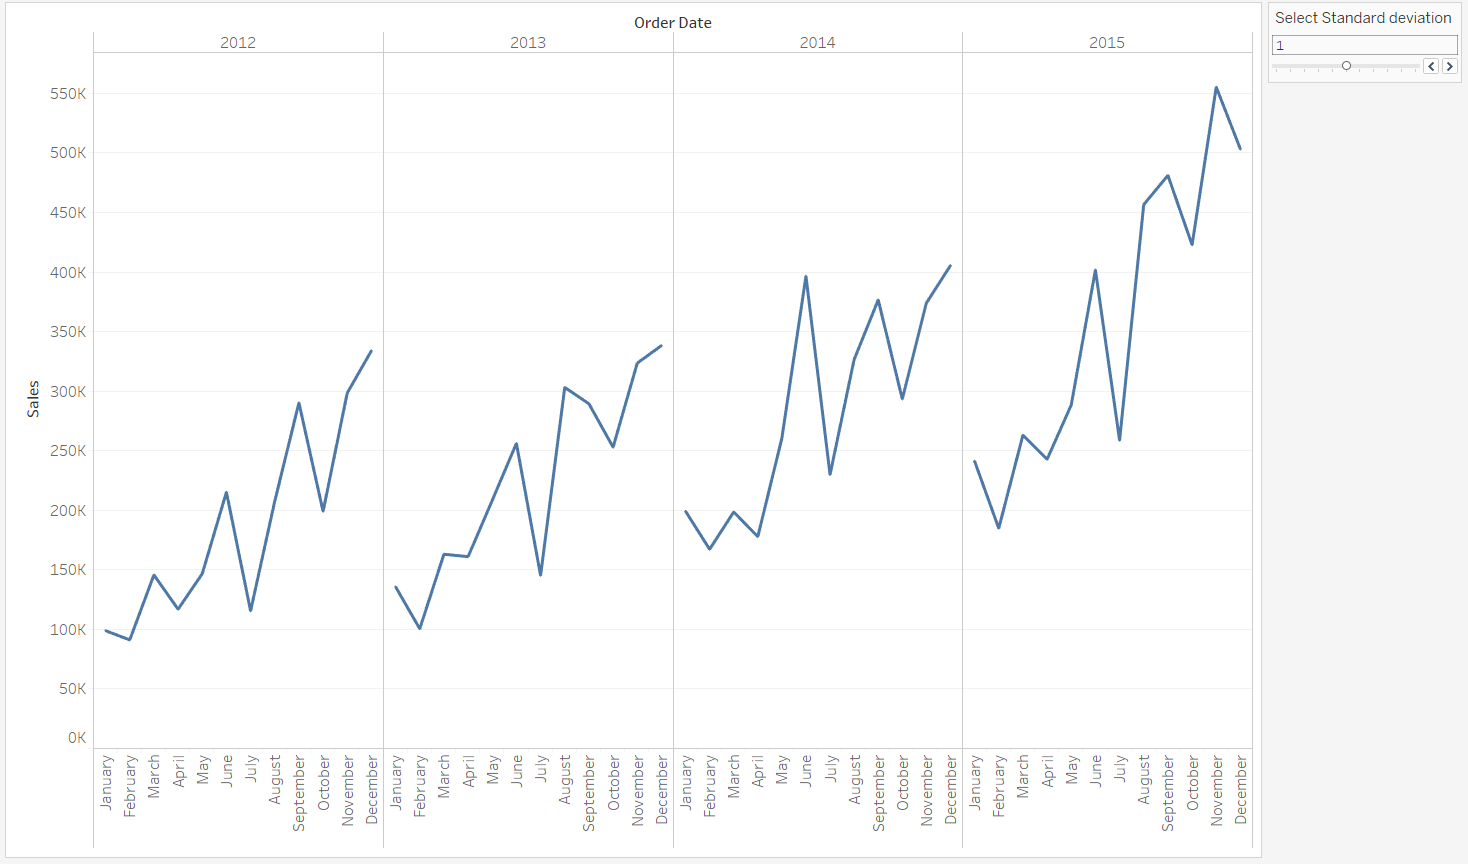 Order Date
2012 2013 2014 2015
550K
500K
450K
400K
350K
300K
250K
200K
150K
100K
50K
0K
Sales
January February March April May June July August September October November December January February March April May June July August September October November December January February March April May June July August September October November December January February March April May June July August September October November December
Select Standard deviation
1